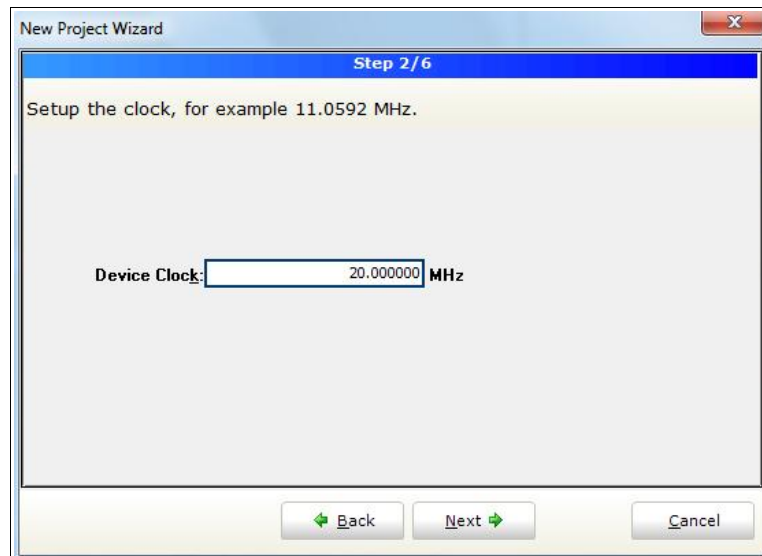 New Project Wizard
Step 2/6
Setup the clock, for example 11.0592 MHz.
Device Clock: 20.000000 MHz
Back Next Cancel